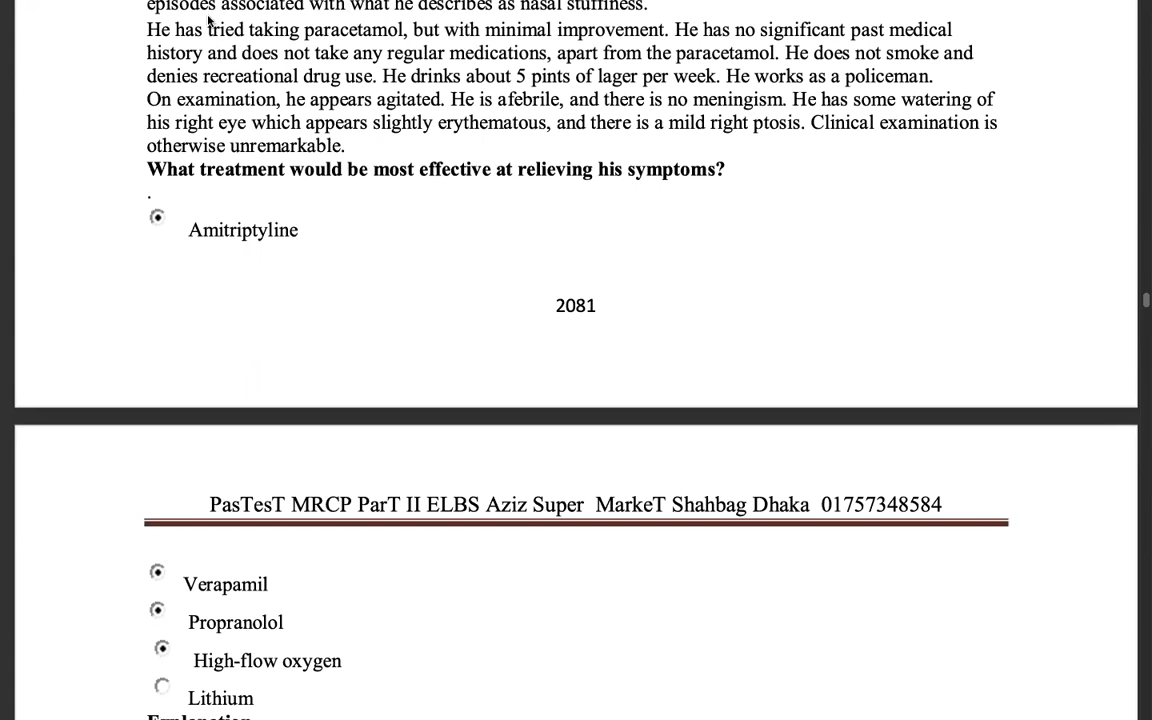 episodes associated with what he describes as nasal stuffiness.
He has tried taking paracetamol, but with minimal improvement. He has no significant past medical
history and does not take any regular medications, apart from the paracetamol. He does not smoke and
denies recreational drug use. He drinks about 5 pints of lager per week. He works as a policeman.
On examination, he appears agitated. He is afebrile, and there is no meningism. He has some watering of
his right eye which appears slightly erythematous, and there is a mild right ptosis. Clinical examination is
otherwise unremarkable.
What treatment would be most effective at relieving his symptoms?
.
Amitriptyline
2081
PasTesT MRCP ParT II ELBS Aziz Super MarkeT Shahbag Dhaka 01757348584
Verapamil
Propranolol
High-flow oxygen
Lithium
Explanation